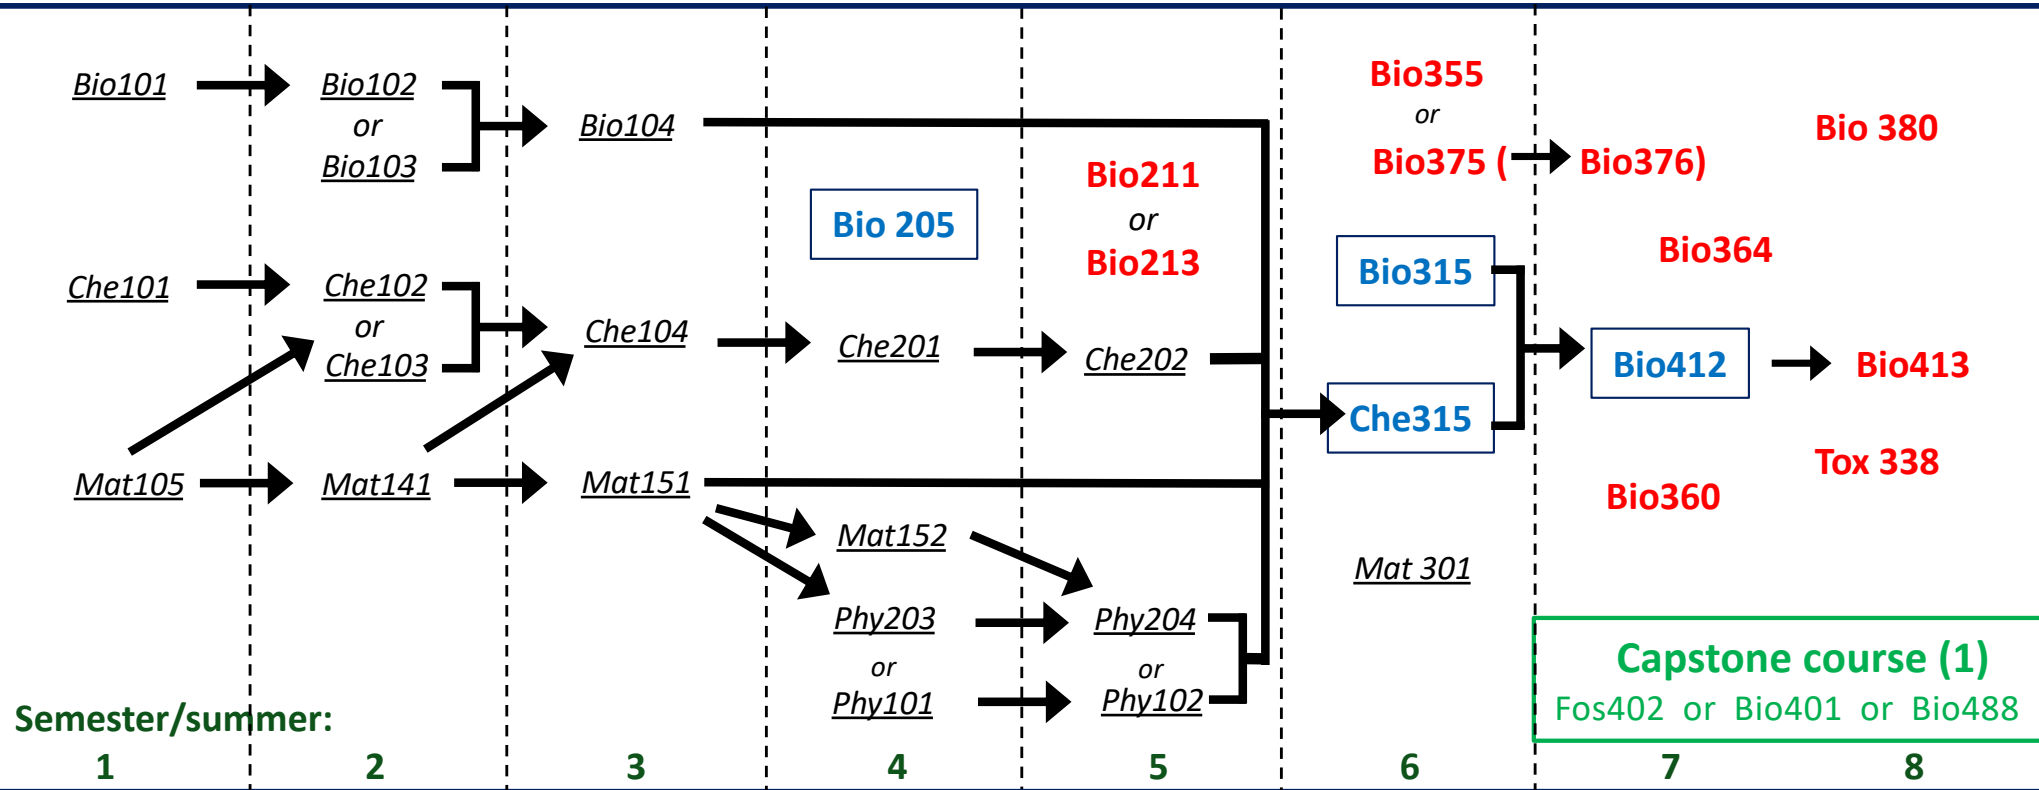 Bio101
Bio102
or
Bio103
Bio104
Bio355
or
Bio375 (
Bio376)
Bio 380
Bio 205
Bio211
or
Bio213
Bio364
Che101
Che102
or
Che103
Che104
Che201
Che202
Bio315
Che315
Bio412
Bio413
Mat105
Mat141
Mat151
Mat152
Tox 338
Bio360
Mat 301
Phy203
or
Phy101
Phy204
or
Phy102
Capstone course (1)
Fos402 or Bio401 or Bio488
Semester/summer:
1 2 3 4 5 6 7 8